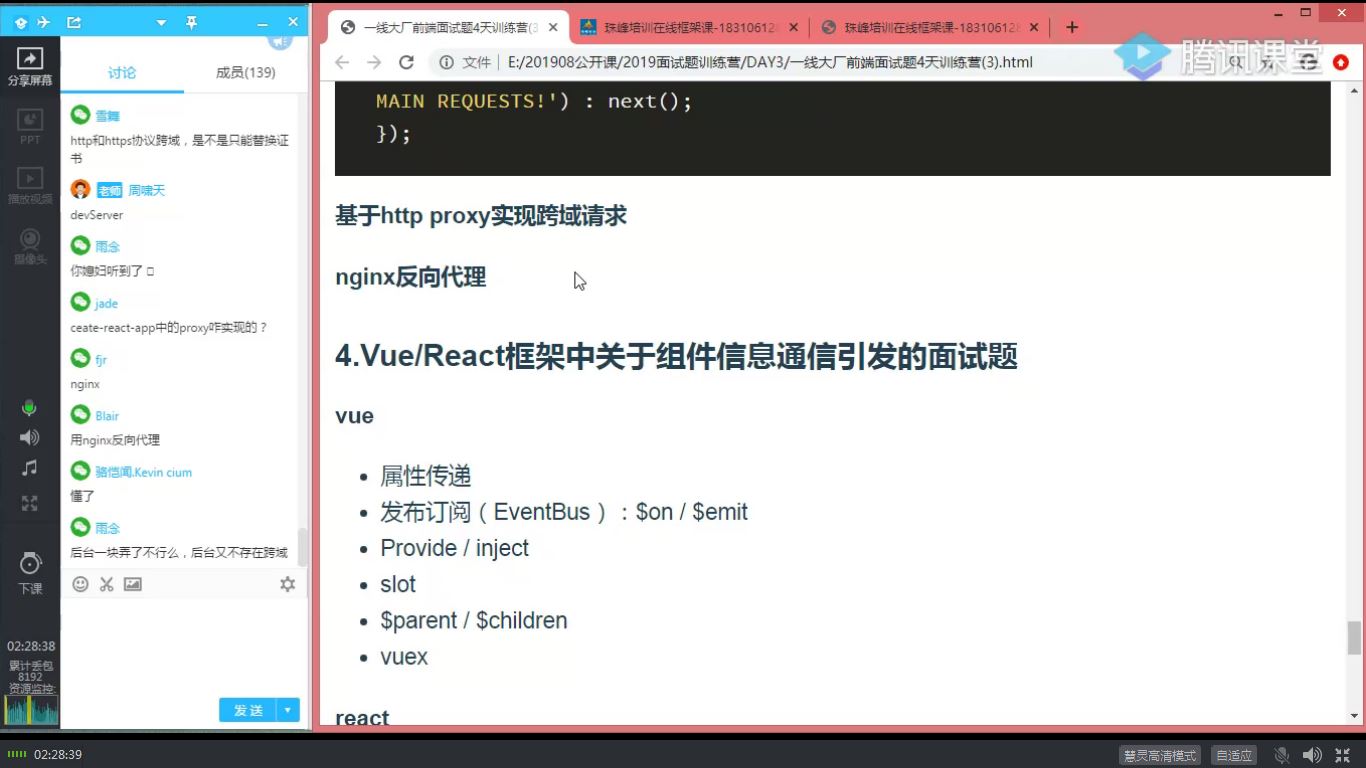 分享屏幕
PPT
播放视频
摄像头
下课
02:28:38
累计丢包
8192
资源监控:
讨论
成员(139)
雪舞
http和https协议跨域，是不是只能替换证
书
老师 周啸天
devServer
雨念
你媳妇听到了
jade
ceate-react-app中的proxy咋实现的？
fjr
nginx
Blair
用nginx反向代理
骆恺闻.Kevin cium
懂了
雨念
后台一块弄了不行么，后台又不存在跨域
发送
一线大厂前端面试题4天训练营(3
珠峰培训在线框架课-18310612
珠峰培训在线框架课-18310612
文件 E:/201908公开课/2019面试题训练营/DAY3/一线大厂前端面试题4天训练营(3).html
腾讯课堂
MAIN REQUESTS!') : next();
});
基于http proxy实现跨域请求
nginx反向代理
4.Vue/React框架中关于组件信息通信引发的面试题
vue
属性传递
发布订阅（EventBus）：$on / $emit
Provide / inject
slot
$parent / $children
vuex
react
02:28:39
慧灵高清模式
自适应